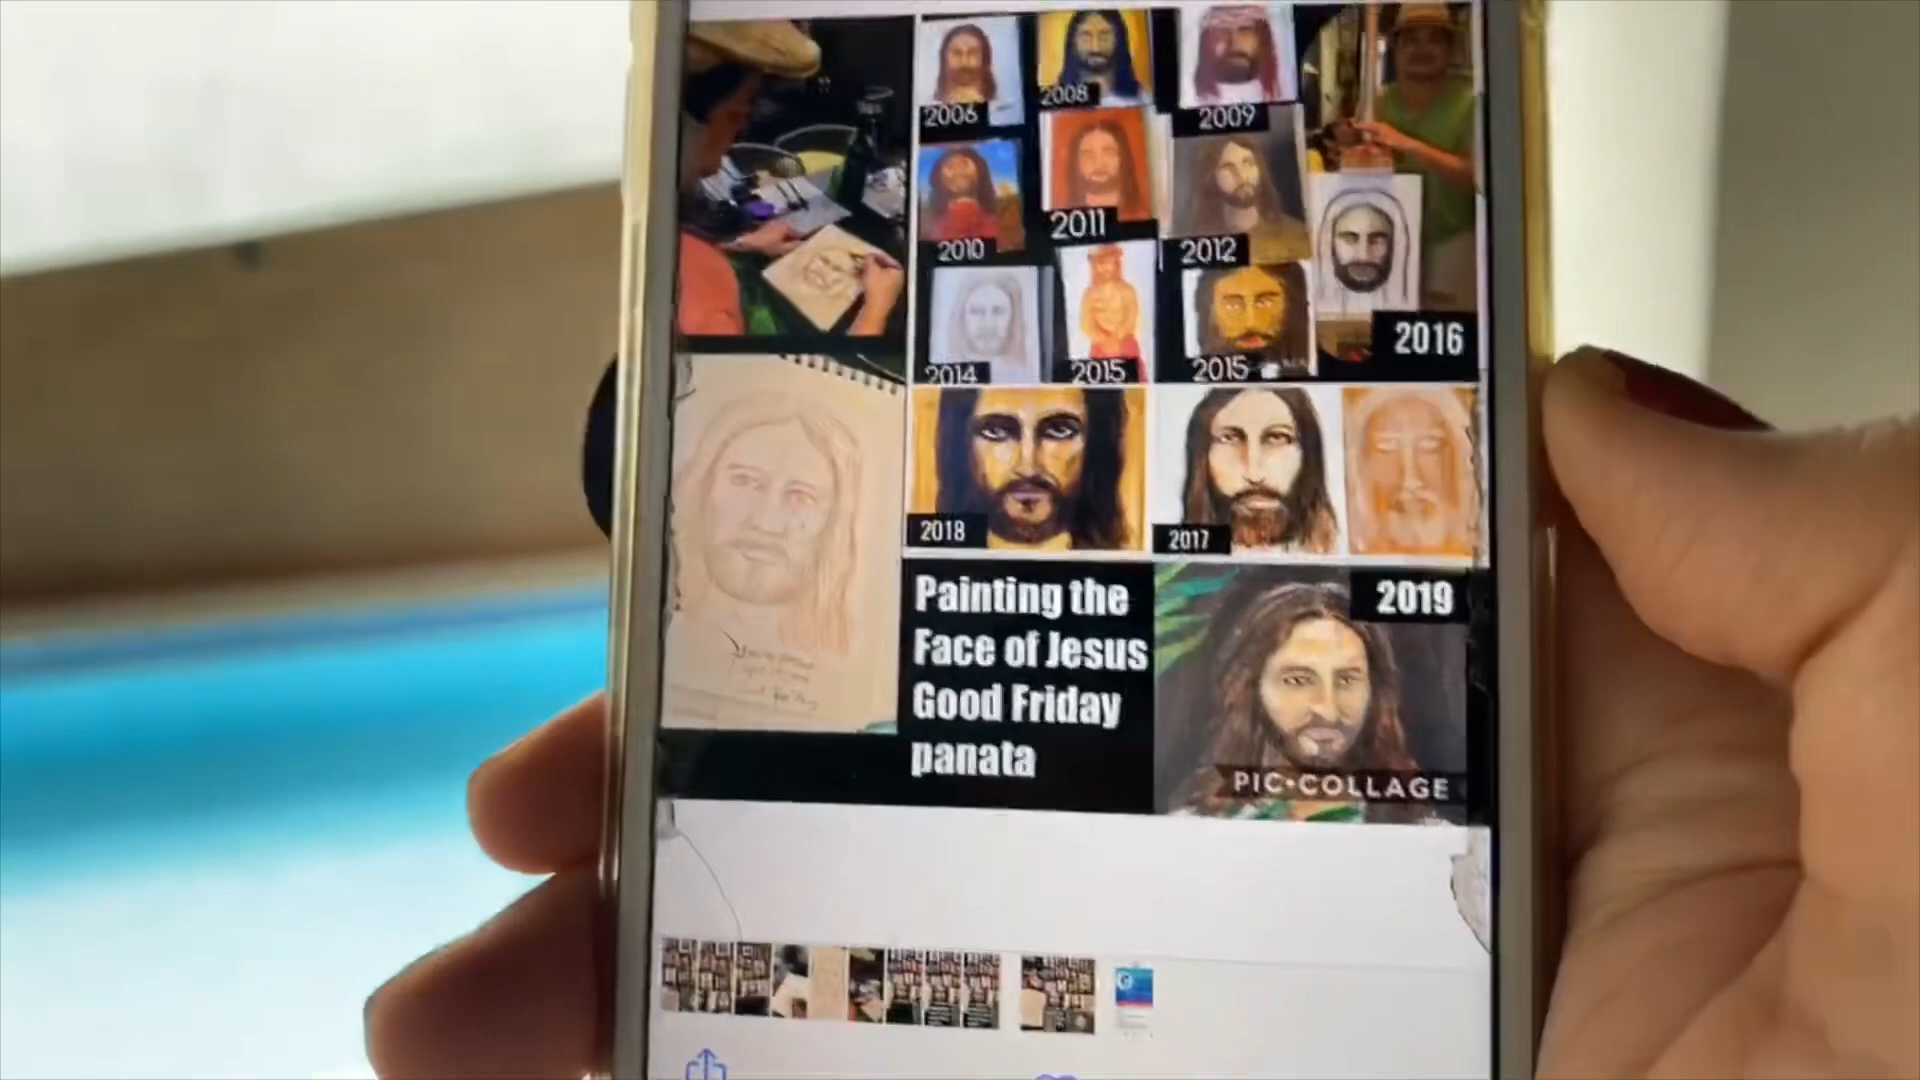 2006
2008
2009
2010
2011
2012
2014
2015
2015
2016
2018
2017
Painting the
Face of Jesus
Good Friday
panata
2019
PIC•COLLAGE